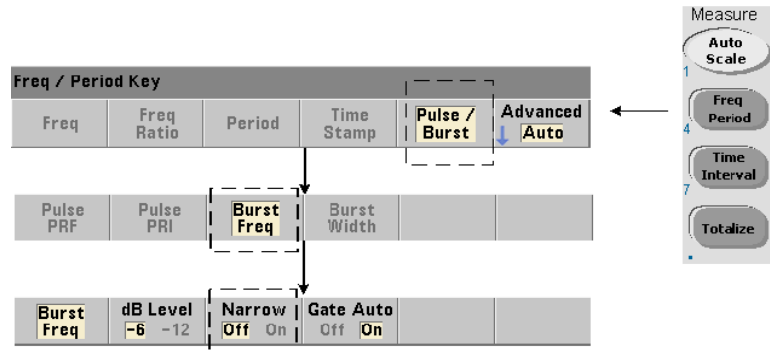 Measure
Auto
Scale
1
Freq
Period
4
Time
Interval
7
Totalize
.
Freq / Period Key
Freq
Freq
Ratio
Period
Time
Stamp
Pulse /
Burst
Advanced
Auto
Pulse
PRF
Pulse
PRI
Burst
Freq
Burst
Width
Burst
Freq
dB Level
-6 -12
Narrow
Off On
Gate Auto
Off On